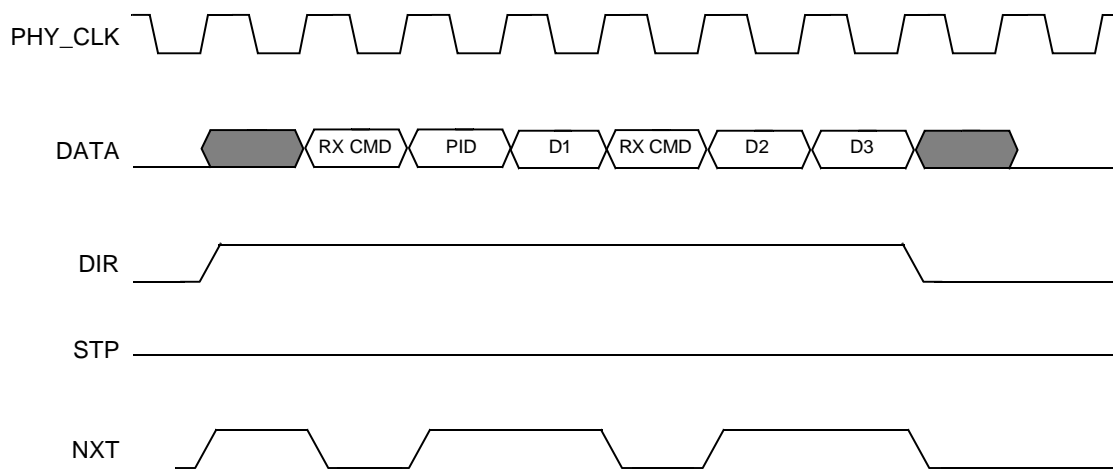 PHY_CLK
DATA
RX CMD
PID
D1
RX CMD
D2
D3
DIR
STP
NXT